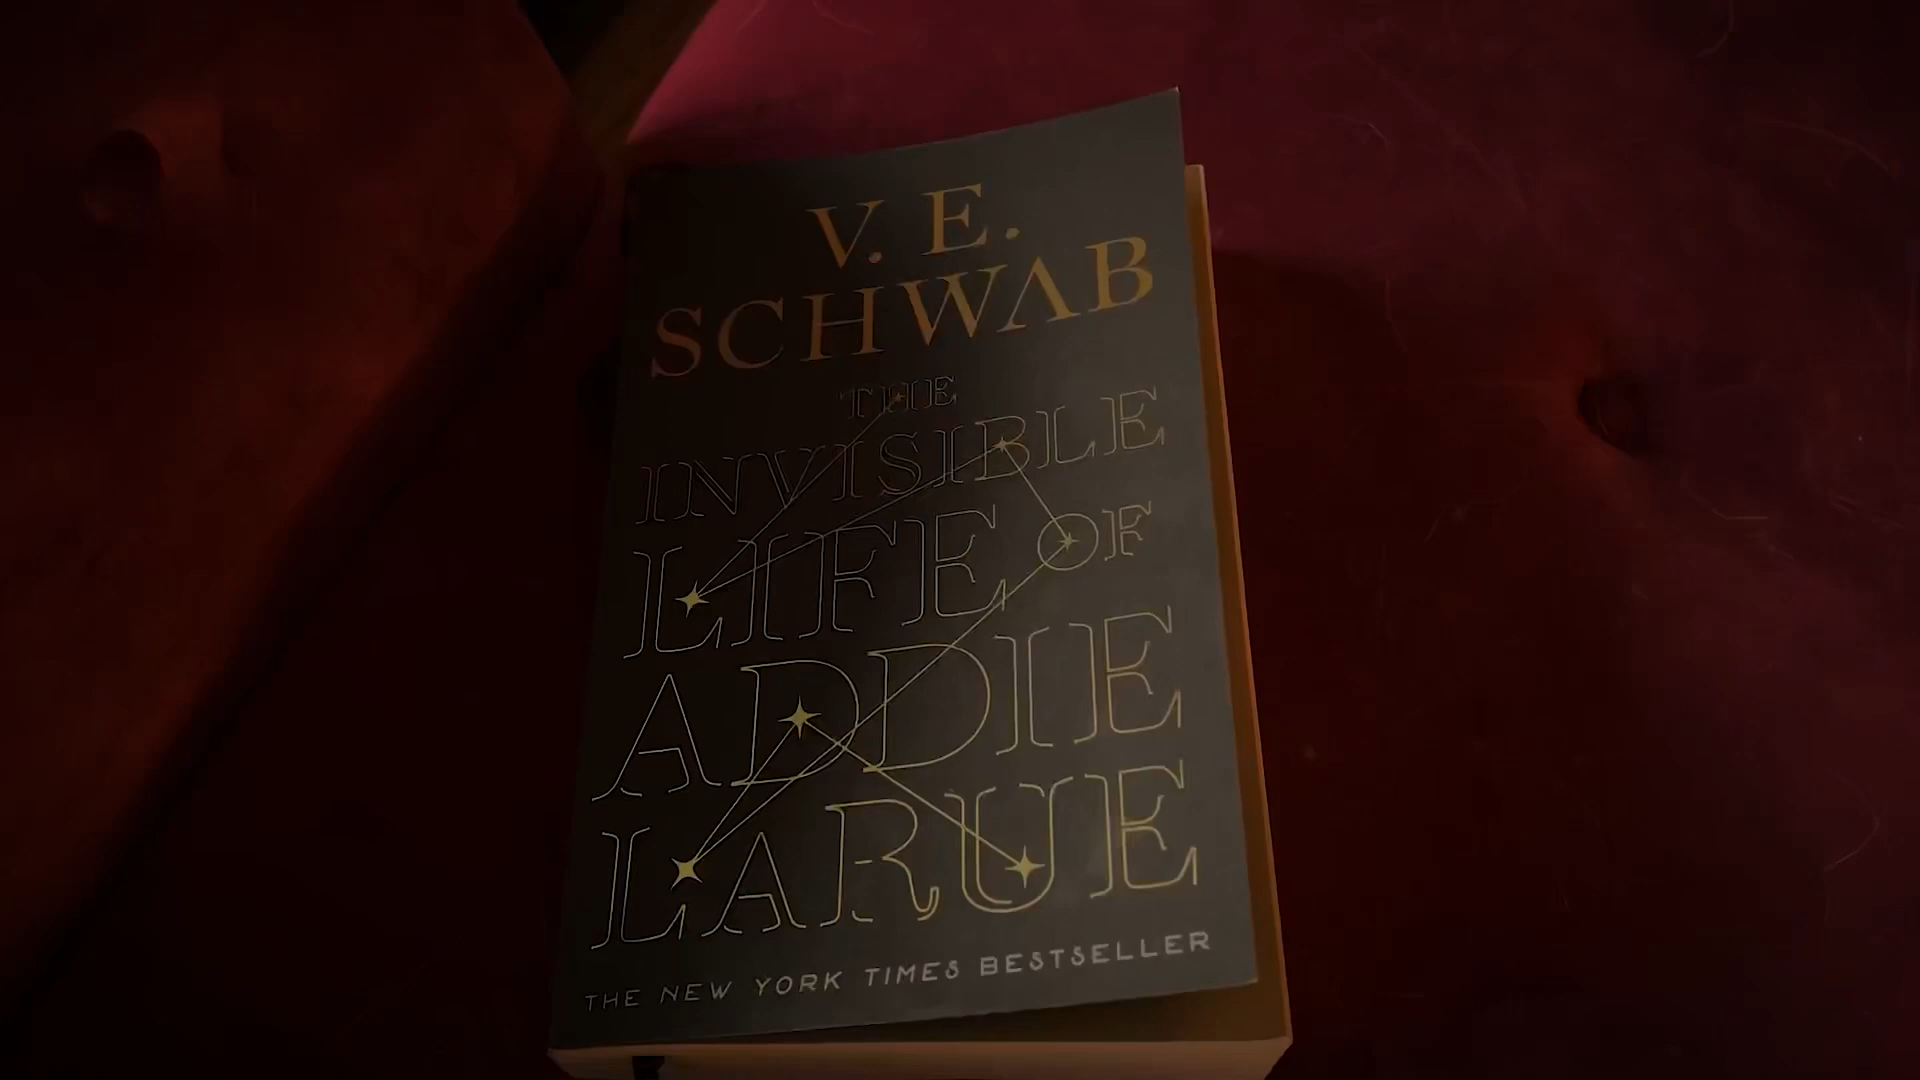 V. E.
SCHWAB
THE
INVISIBLE
LIFE OF
ADDIE
LARUE
THE NEW YORK TIMES BESTSELLER